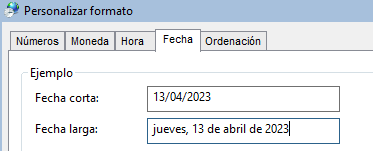 Personalizar formato
Números Moneda Hora Fecha Ordenación
Ejemplo
Fecha corta: 13/04/2023
Fecha larga: jueves, 13 de abril de 2023